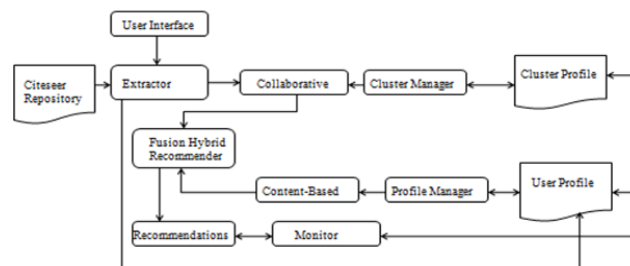 User Interface
Citeseer
Repository
Extractor
Collaborative
Cluster Manager
Cluster Profile
Fusion Hybrid
Recommender
Content-Based
Profile Manager
User Profile
Recommendations
Monitor